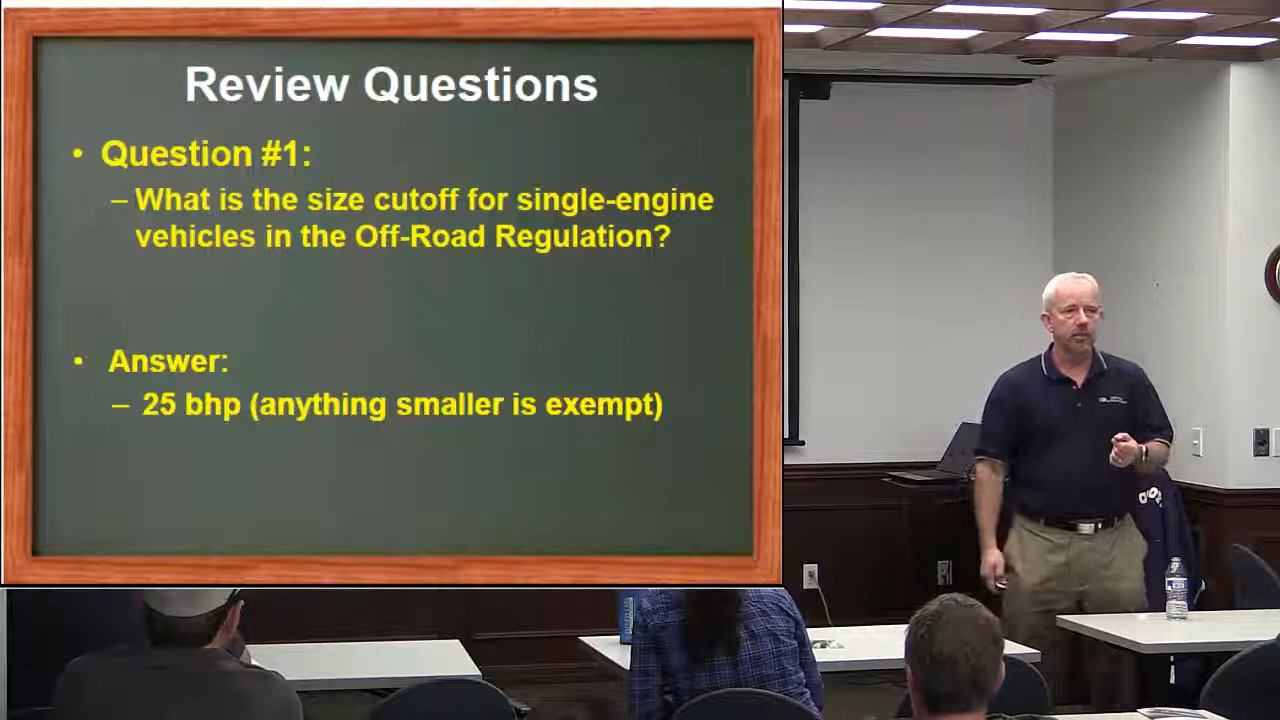 Review Questions
• Question #1:
– What is the size cutoff for single-engine
vehicles in the Off-Road Regulation?
• Answer:
– 25 bhp (anything smaller is exempt)